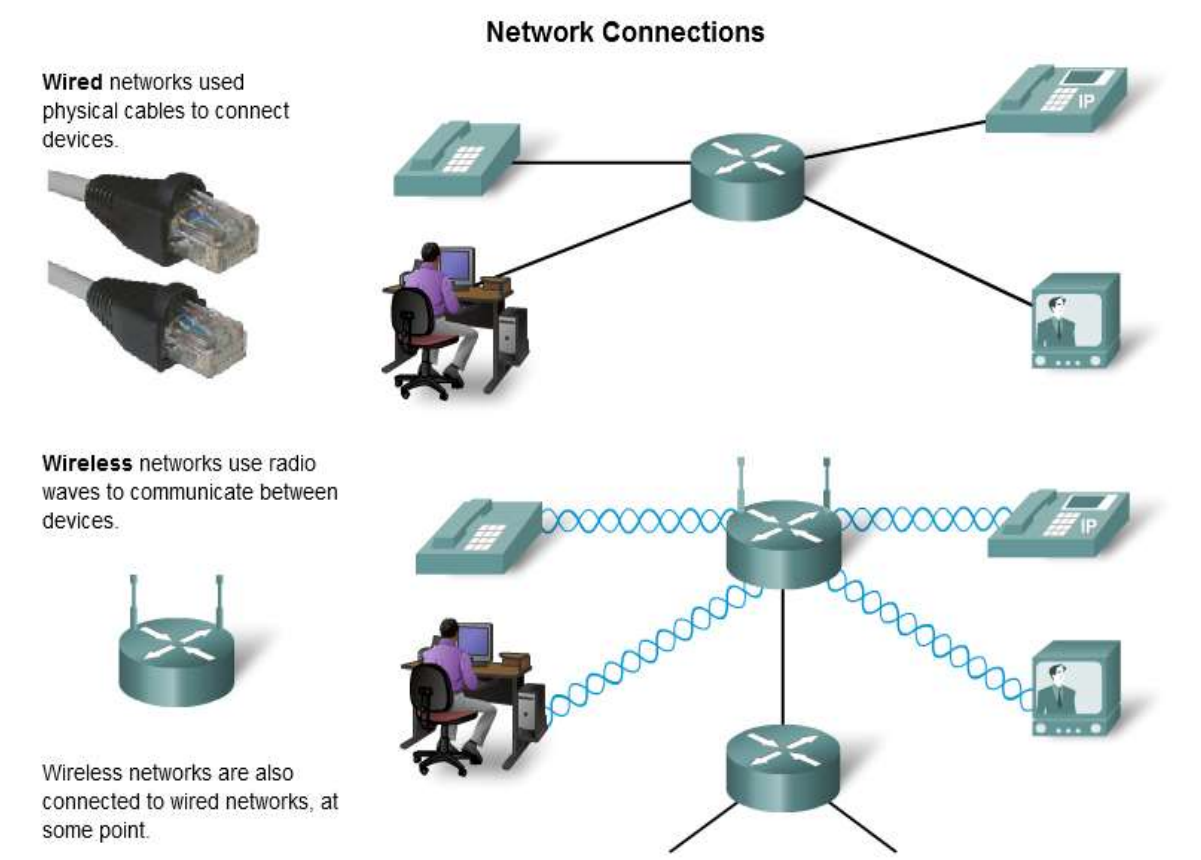 Network Connections
Wired networks used
physical cables to connect
devices.
IP
Wireless networks use radio
waves to communicate between
devices.
IP
Wireless networks are also
connected to wired networks, at
some point.